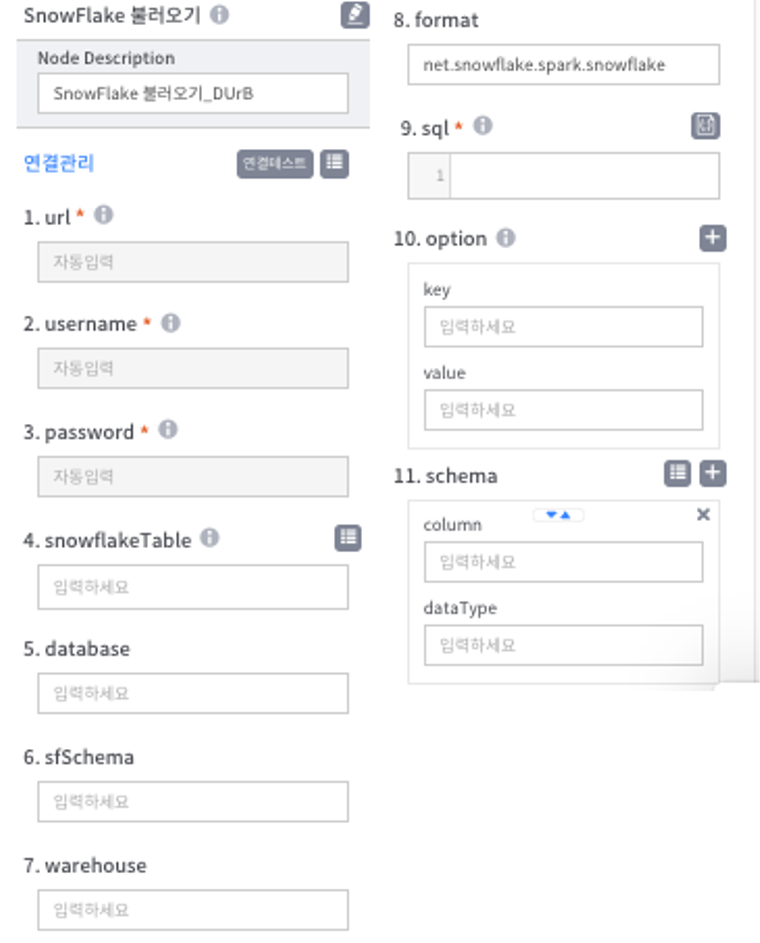 SnowFlake 불러오기
Node Description
SnowFlake 불러오기_DUrB
연결관리
연결테스트
1. url *
자동입력
2. username *
자동입력
3. password *
자동입력
4. snowflakeTable
입력하세요
5. database
입력하세요
6. sfSchema
입력하세요
7. warehouse
입력하세요
8. format
net.snowflake.spark.snowflake
9. sql *
1
10. option
key
입력하세요
value
입력하세요
11. schema
column
입력하세요
dataType
입력하세요